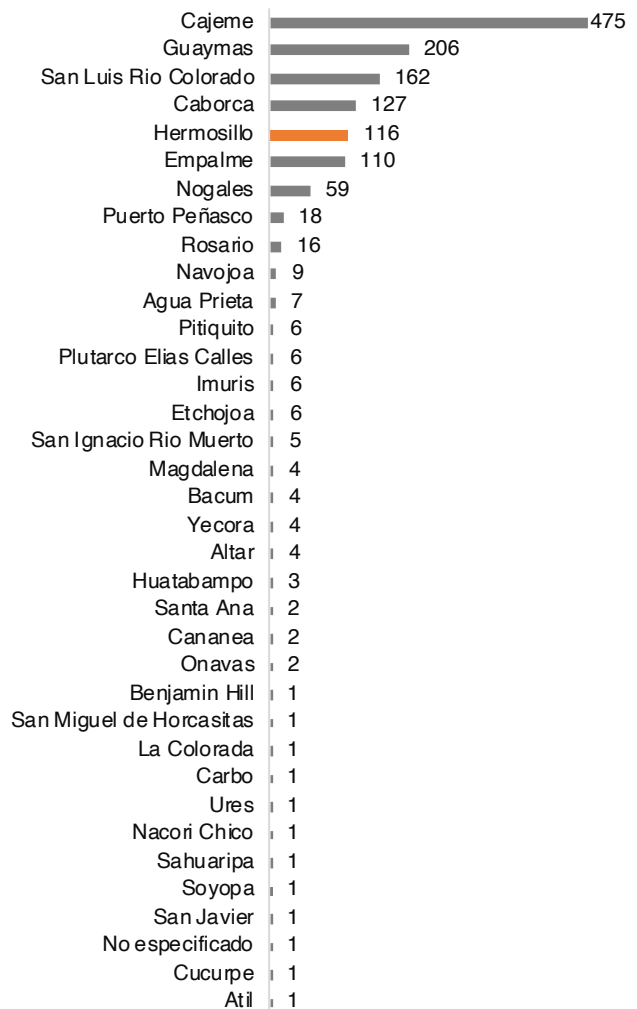 Cajeme 475
Guaymas 206
San Luis Rio Colorado 162
Caborca 127
Hermosillo 116
Empalme 110
Nogales 59
Puerto Peñasco 18
Rosario 16
Navojoa 9
Agua Prieta 7
Pitiquito 6
Plutarco Elias Calles 6
Imuris 6
Etchojoa 6
San Ignacio Rio Muerto 5
Magdalena 4
Bacum 4
Yecora 4
Altar 4
Huatabampo 3
Santa Ana 2
Cananea 2
Onavas 2
Benjamin Hill 1
San Miguel de Horcasitas 1
La Colorada 1
Carbo 1
Ures 1
Nacori Chico 1
Sahuaripa 1
Soyopa 1
San Javier 1
No especificado 1
Cucurpe 1
Atil 1